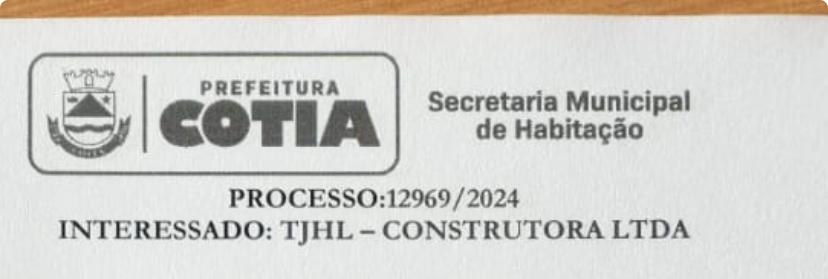 PREFEITURA
COTIA
Secretaria Municipal
de Habitação
PROCESSO:12969/2024
INTERESSADO: TJHL – CONSTRUTORA LTDA